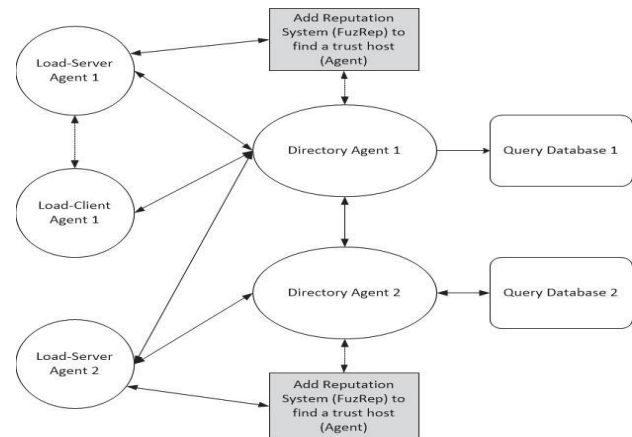 Add Reputation
System (FuzRep) to
find a trust host
(Agent)
Load-Server
Agent 1
Directory Agent 1
Query Database 1
Load-Client
Agent 1
Directory Agent 2
Query Database 2
Load-Server
Agent 2
Add Reputation
System (FuzRep) to
find a trust host
(Agent)